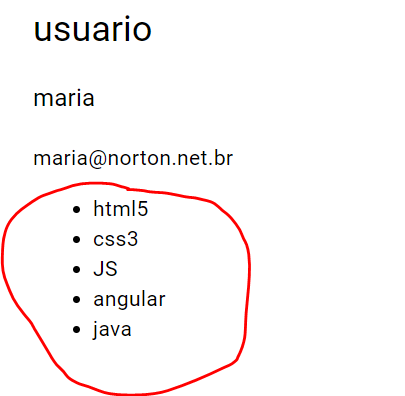 usuario
maria
maria@norton.net.br
html5
css3
JS
angular
java